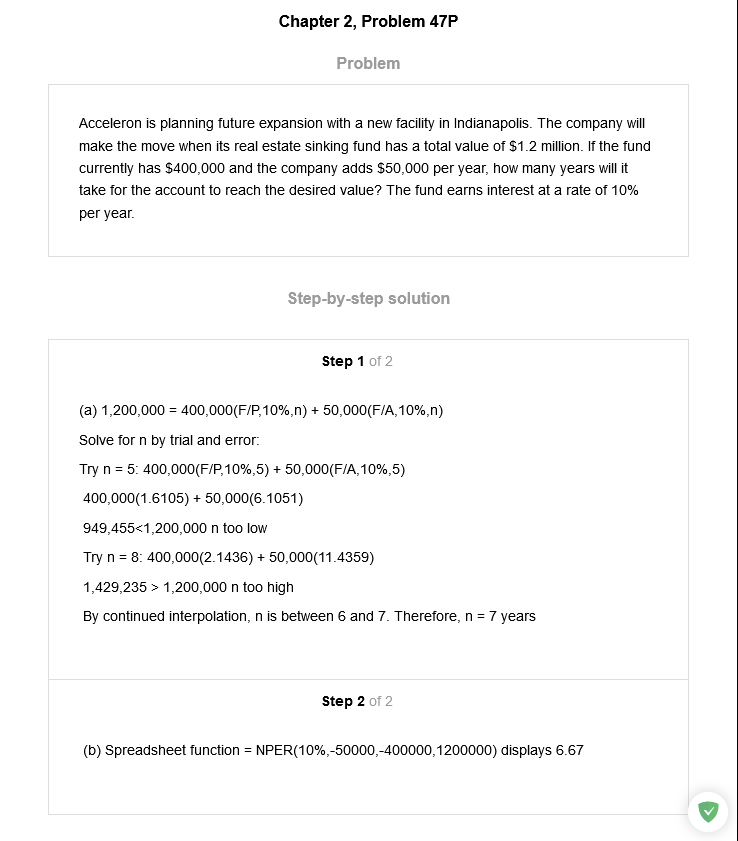 Chapter 2, Problem 47P
Problem
Acceleron is planning future expansion with a new facility in Indianapolis. The company will
make the move when its real estate sinking fund has a total value of $1.2 million. If the fund
currently has $400,000 and the company adds $50,000 per year, how many years will it
take for the account to reach the desired value? The fund earns interest at a rate of 10%
per year.
Step-by-step solution
Step 1 of 2
(a) 1,200,000 = 400,000(F/P,10%,n) + 50,000(F/A,10%,n)
Solve for n by trial and error:
Try n = 5: 400,000(F/P,10%,5) + 50,000(F/A,10%,5)
400,000(1.6105) + 50,000(6.1051)
949,455<1,200,000 n too low
Try n = 8: 400,000(2.1436) + 50,000(11.4359)
1,429,235 > 1,200,000 n too high
By continued interpolation, n is between 6 and 7. Therefore, n = 7 years
Step 2 of 2
(b) Spreadsheet function = NPER(10%,-50000,-400000,1200000) displays 6.67